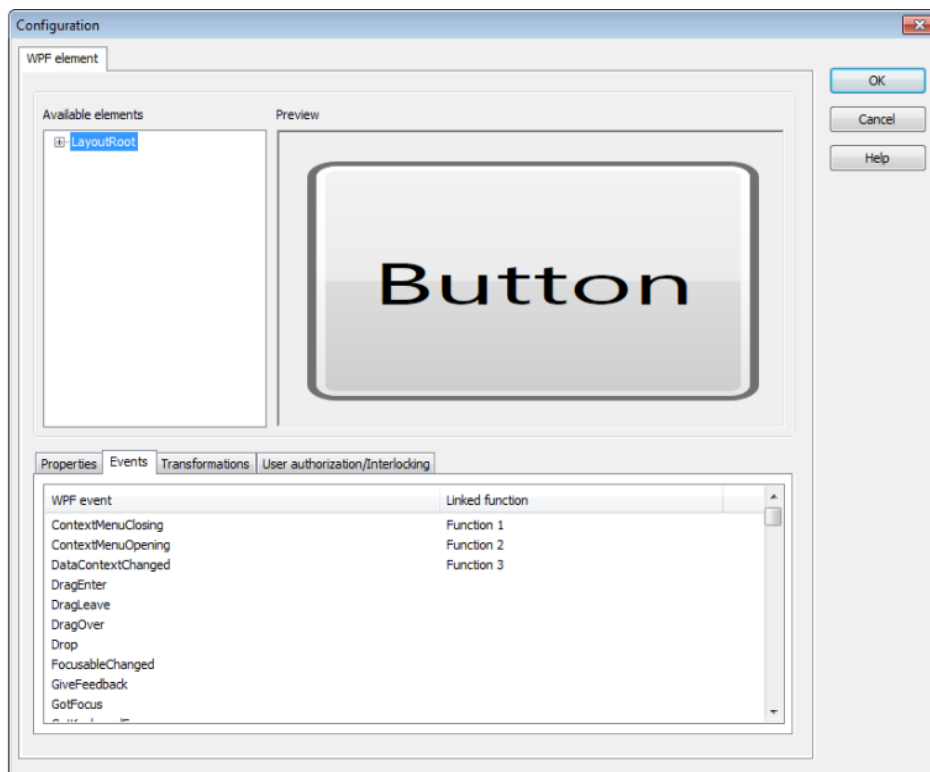 Configuration
WPF element
OK
Cancel
Help
Available elements
Preview
LayoutRoot
Button
Properties Events Transformations User authorization/Interlocking
WPF event Linked function
ContextMenuClosing Function 1
ContextMenuOpening Function 2
DataContextChanged Function 3
DragEnter
DragLeave
DragOver
Drop
FocusableChanged
GiveFeedback
GotFocus